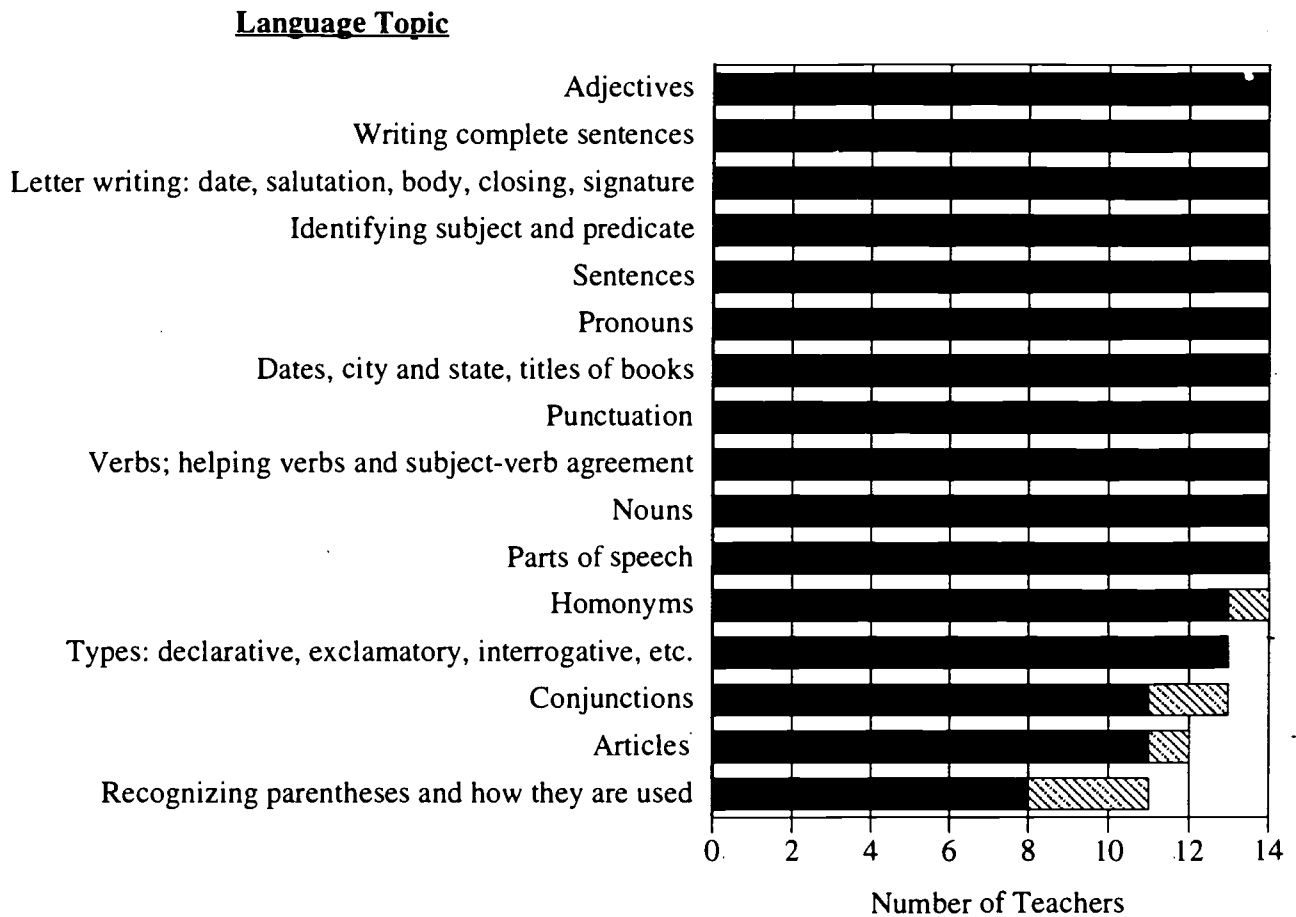 Language Topic
Adjectives
Writing complete sentences
Letter writing: date, salutation, body, closing, signature
Identifying subject and predicate
Sentences
Pronouns
Dates, city and state, titles of books
Punctuation
Verbs; helping verbs and subject-verb agreement
Nouns
Parts of speech
Homonyms
Types: declarative, exclamatory, interrogative, etc.
Conjunctions
Articles
Recognizing parentheses and how they are used
0 2 4 6 8 10 12 14
Number of Teachers